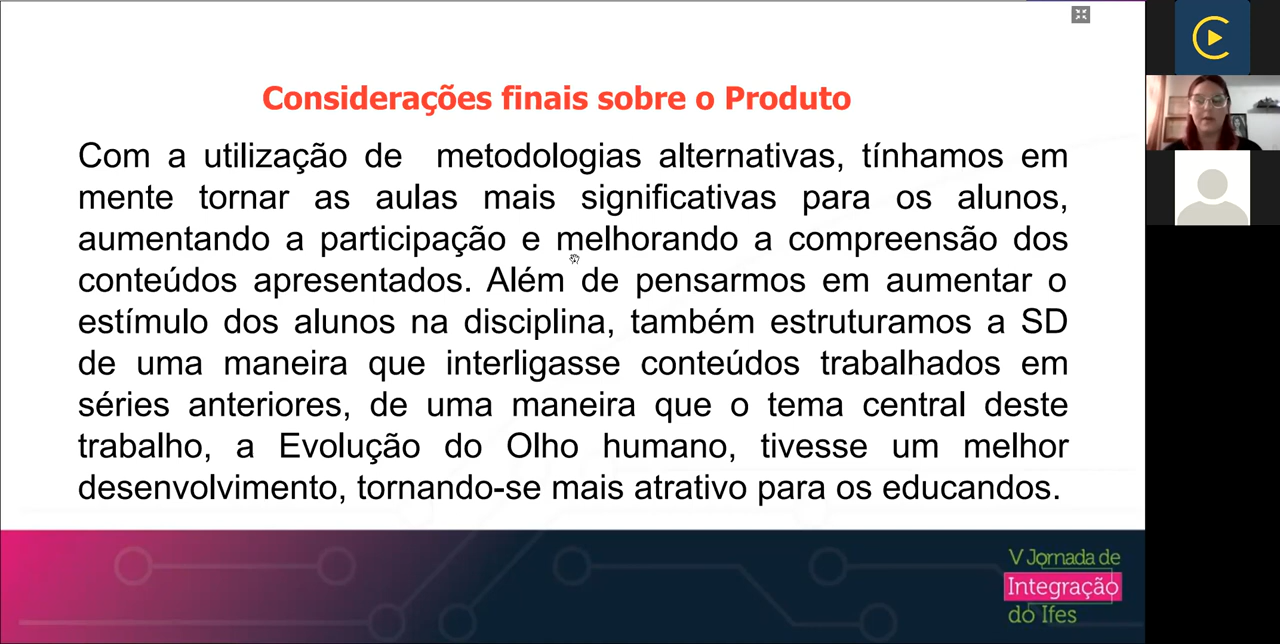 Considerações finais sobre o Produto
Com a utilização de metodologias alternativas, tínhamos em
mente tornar as aulas mais significativas para os alunos,
aumentando a participação e melhorando a compreensão dos
conteúdos apresentados. Além de pensarmos em aumentar o
estímulo dos alunos na disciplina, também estruturamos a SD
de uma maneira que interligasse conteúdos trabalhados em
séries anteriores, de uma maneira que o tema central deste
trabalho, a Evolução do Olho humano, tivesse um melhor
desenvolvimento, tornando-se mais atrativo para os educandos.
V Jornada de
Integração
do Ifes